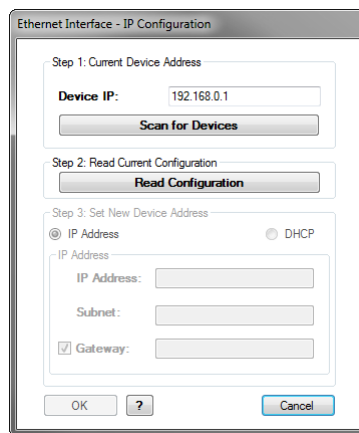 Ethernet Interface - IP Configuration
Step 1: Current Device Address
Device IP: 192.168.0.1
Scan for Devices
Step 2: Read Current Configuration
Read Configuration
Step 3: Set New Device Address
IP Address DHCP
IP Address
IP Address:
Subnet:
Gateway:
OK ? Cancel